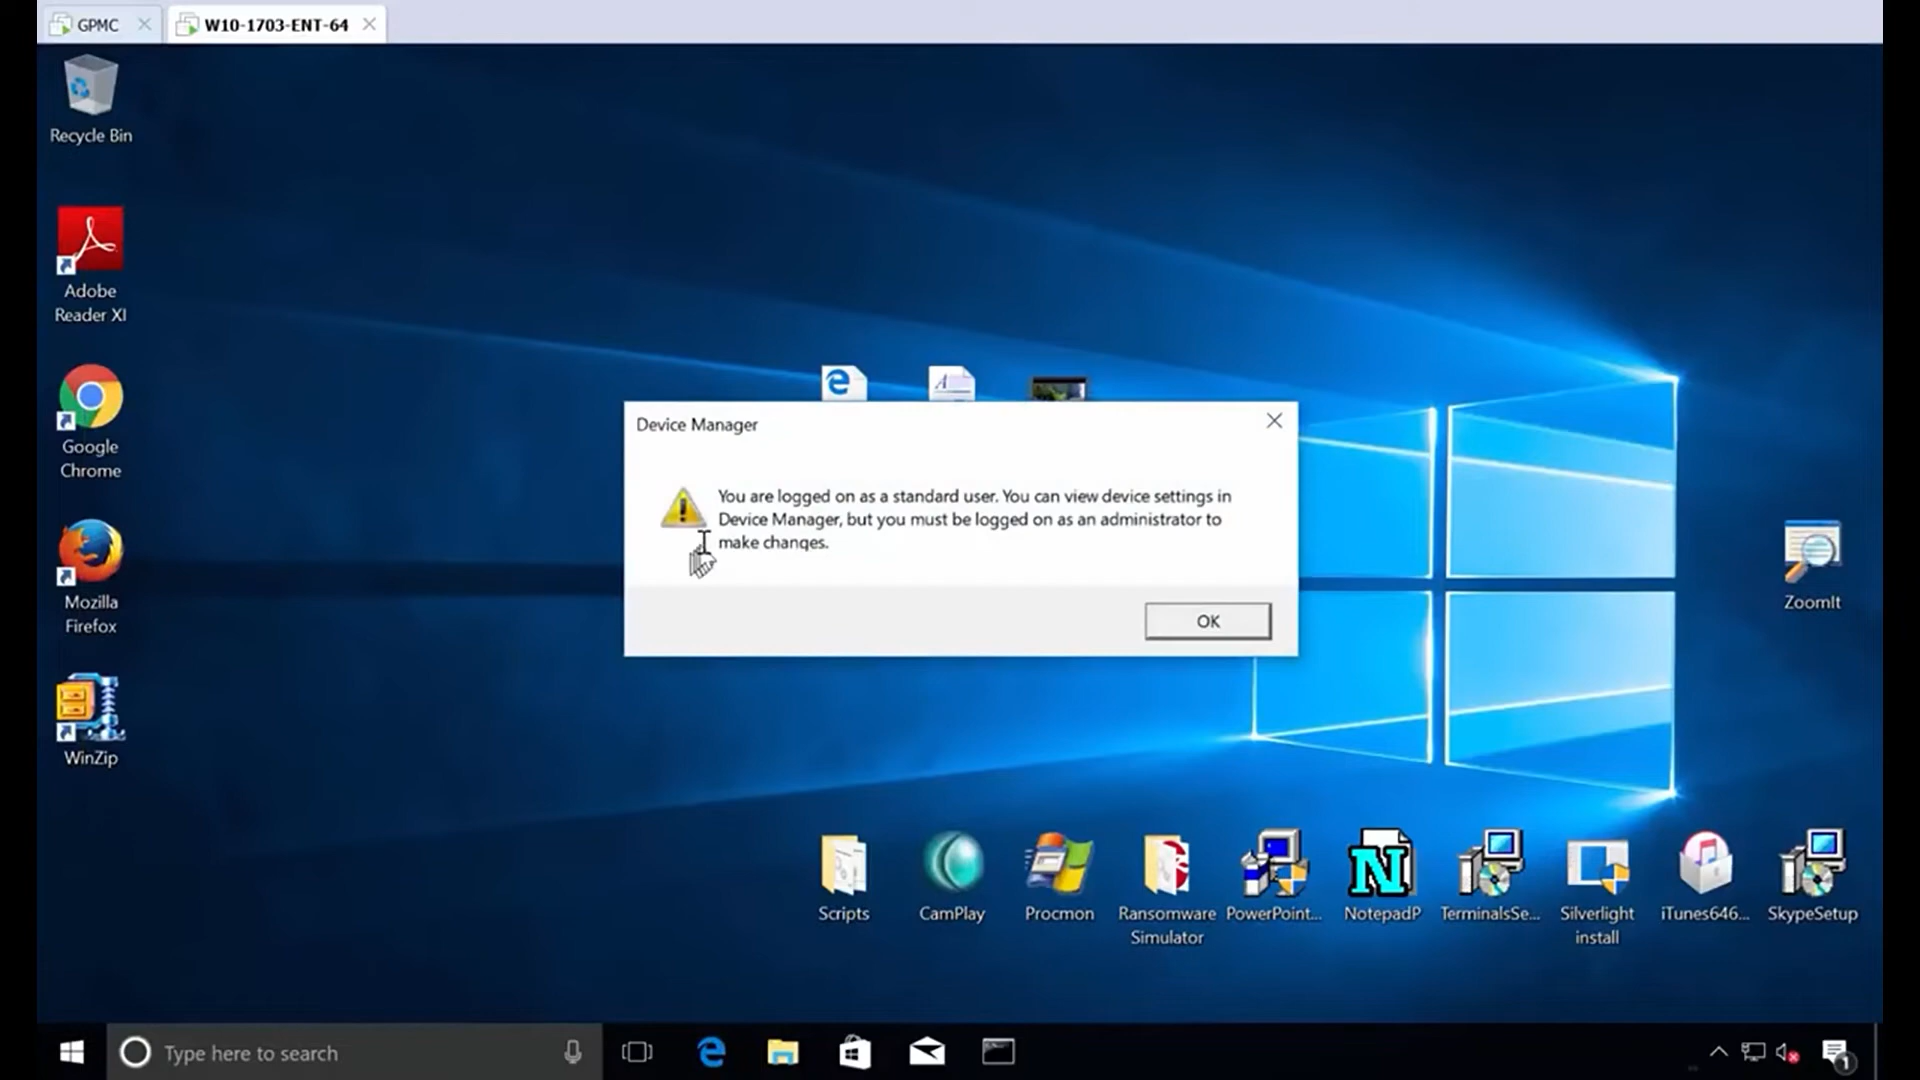 GPMC
W10-1703-ENT-64
Recycle Bin
Adobe
Reader XI
Google
Chrome
Mozilla
Firefox
WinZip
Device Manager
You are logged on as a standard user. You can view device settings in
Device Manager, but you must be logged on as an administrator to
make changes.
OK
ZoomIt
Scripts
CamPlay
Procmon
Ransomware
Simulator
PowerPoint...
NotepadP
TerminalsSe...
Silverlight
install
iTunes646...
SkypeSetup
Type here to search
1